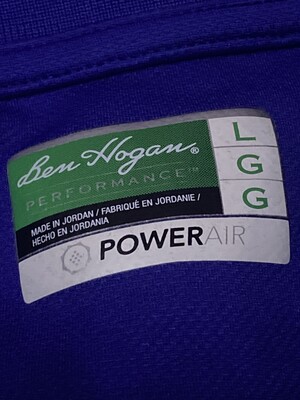 Ben Hogan®
PERFORMANCE™
MADE IN JORDAN / FABRIQUÉ EN JORDANIE /
HECHO EN JORDANIA
POWERAIR
L
G
G